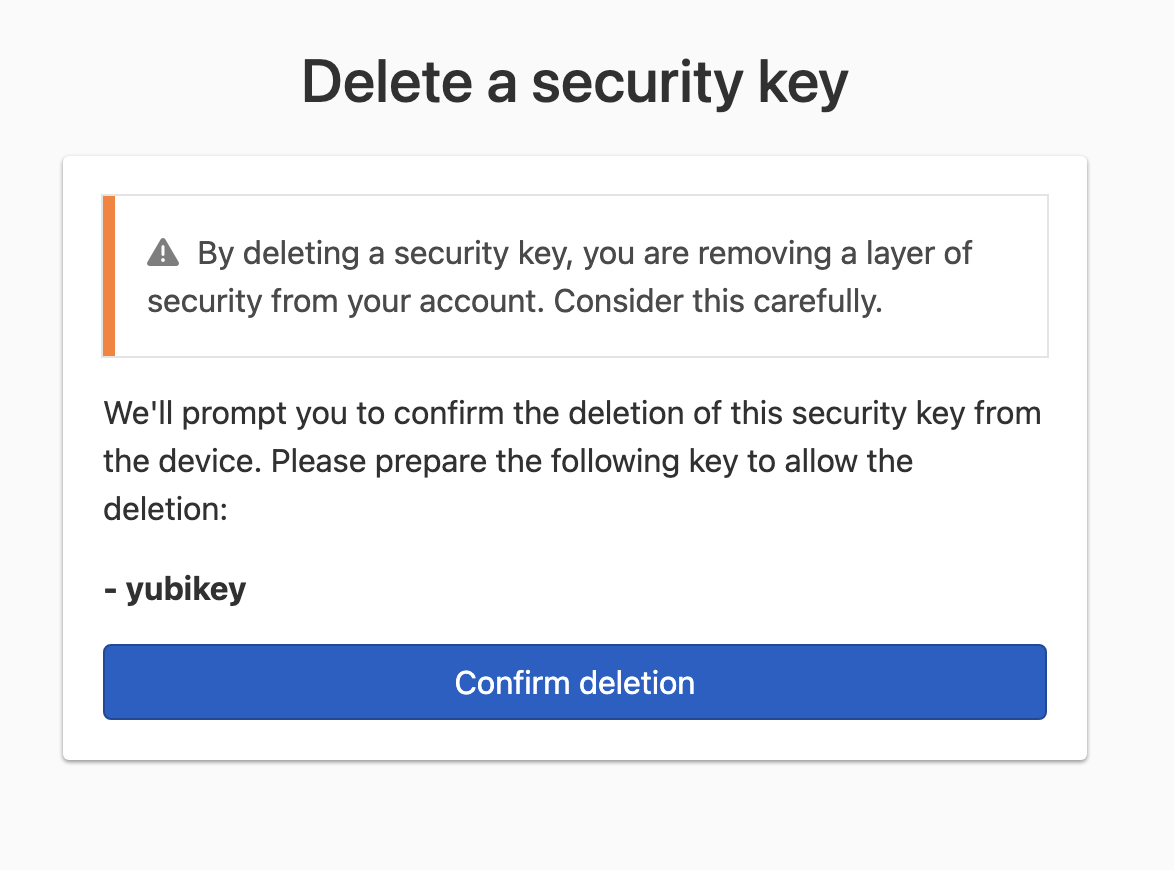 Delete a security key
By deleting a security key, you are removing a layer of
security from your account. Consider this carefully.
We'll prompt you to confirm the deletion of this security key from
the device. Please prepare the following key to allow the
deletion:
- yubikey
Confirm deletion